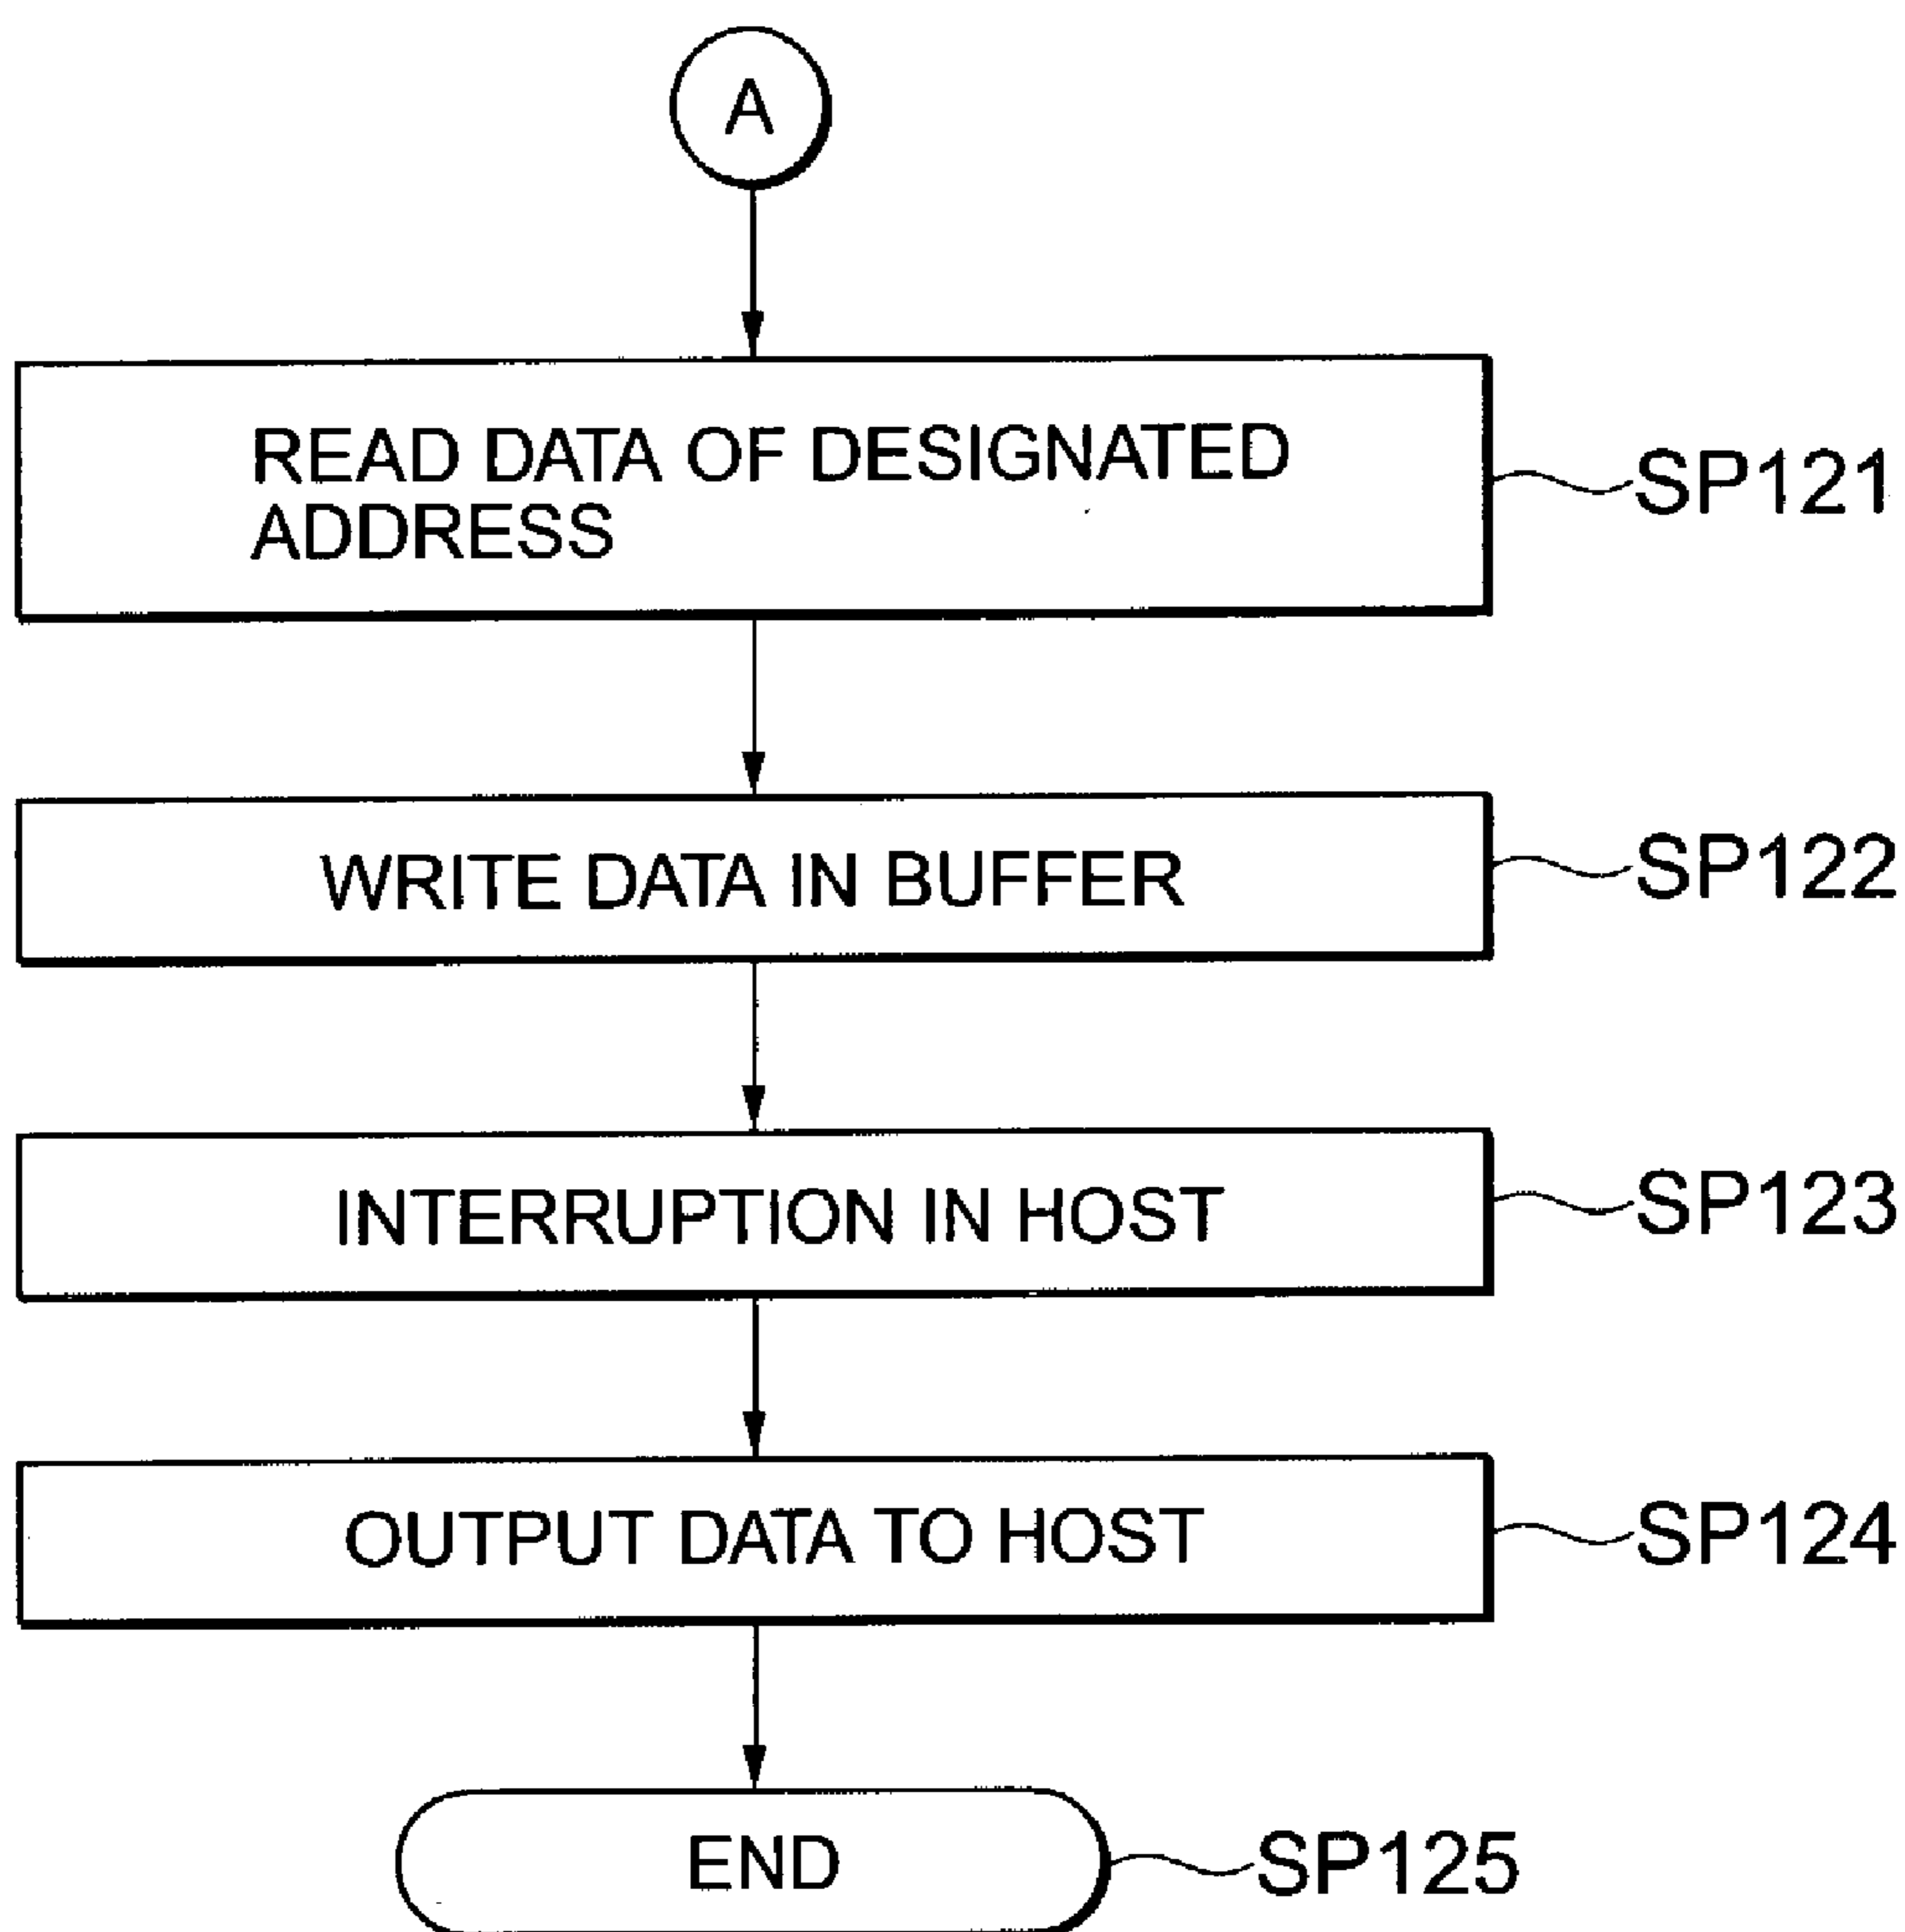 A
READ DATA OF DESIGNATED
ADDRESS
SP121
WRITE DATA IN BUFFER
SP122
INTERRUPTION IN HOST
SP123
OUTPUT DATA TO HOST
SP124
END
SP125